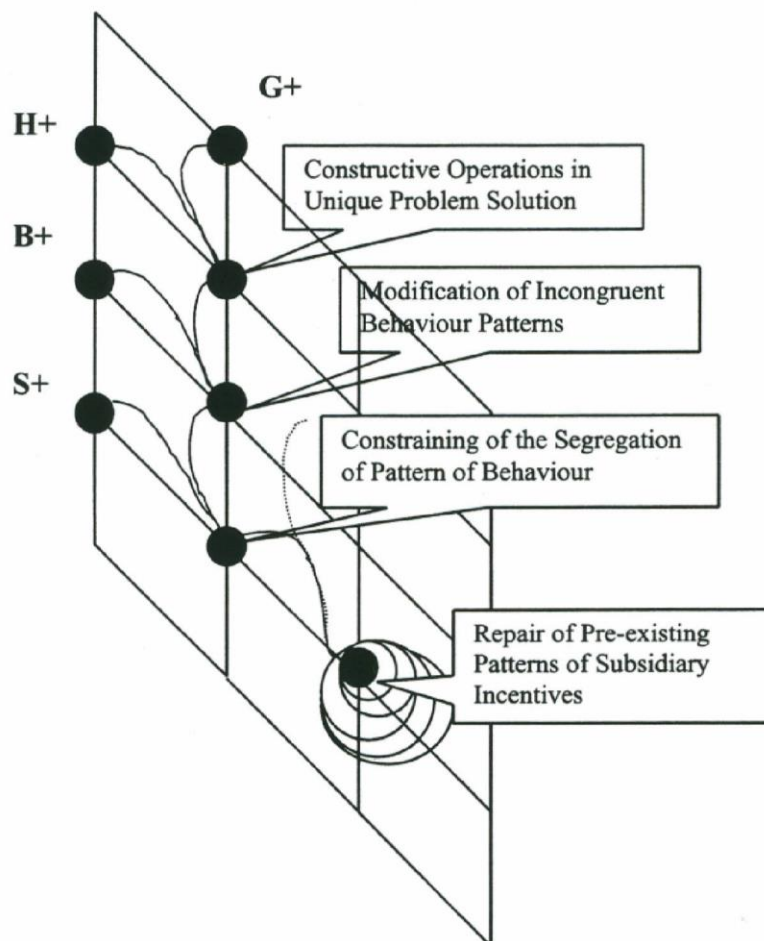 G+
H+
Constructive Operations in
Unique Problem Solution
B+
Modification of Incongruent
Behaviour Patterns
S+
Constraining of the Segregation
of Pattern of Behaviour
Repair of Pre-existing
Patterns of Subsidiary
Incentives